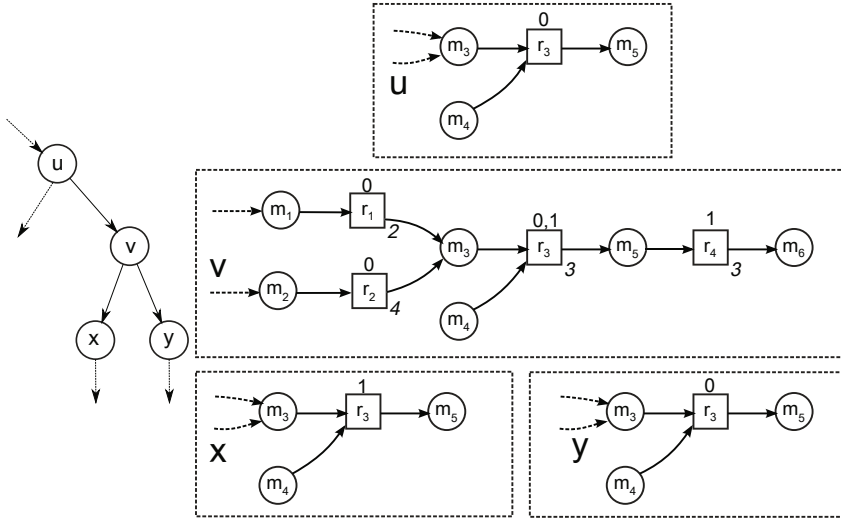 0
m₃ r₃ m₅
u
m₄
u
v
x y
0
m₁ r₁
2
0,1 1
m₃ r₃ m₅ r₄ m₆
3 3
v
0
m₂ r₂
4
m₄
1
m₃ r₃ m₅
x
m₄
0
m₃ r₃ m₅
y
m₄